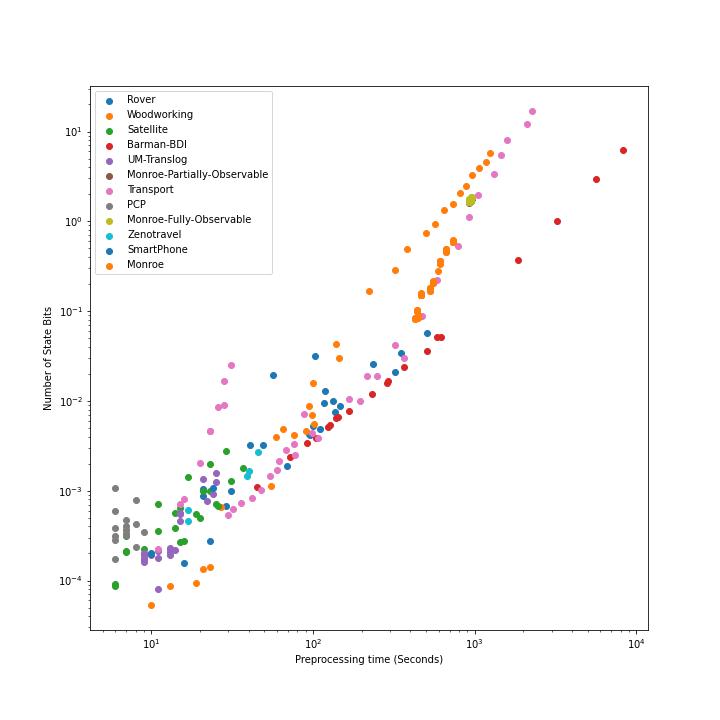 Rover
Woodworking
Satellite
Barman-BDI
UM-Translog
Monroe-Partially-Observable
Transport
PCP
Monroe-Fully-Observable
Zenotravel
SmartPhone
Monroe
Number of State Bits
10¹
10⁰
10⁻¹
10⁻²
10⁻³
10⁻⁴
10¹ 10² 10³ 10⁴
Preprocessing time (Seconds)